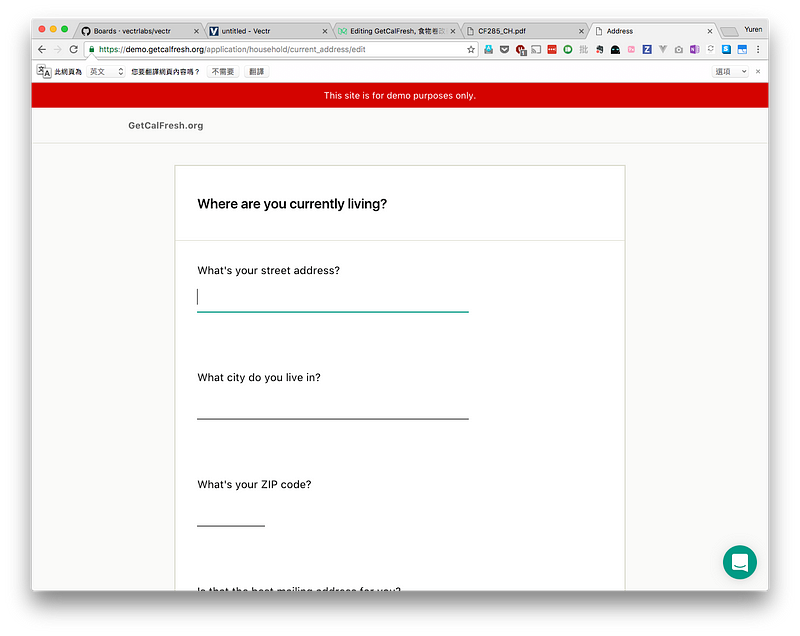 Boards · vectrlabs/vectr
untitled - Vectr
Editing GetCalFresh, 食物卷
CF285_CH.pdf
Address
Yuren
https://demo.getcalfresh.org/application/household/current_address/edit
此網頁為 英文 您要翻譯網頁內容嗎？ 不需要 翻譯 選項
This site is for demo purposes only.
GetCalFresh.org
Where are you currently living?
What's your street address?
What city do you live in?
What's your ZIP code?
Is that the best mailing address for you?